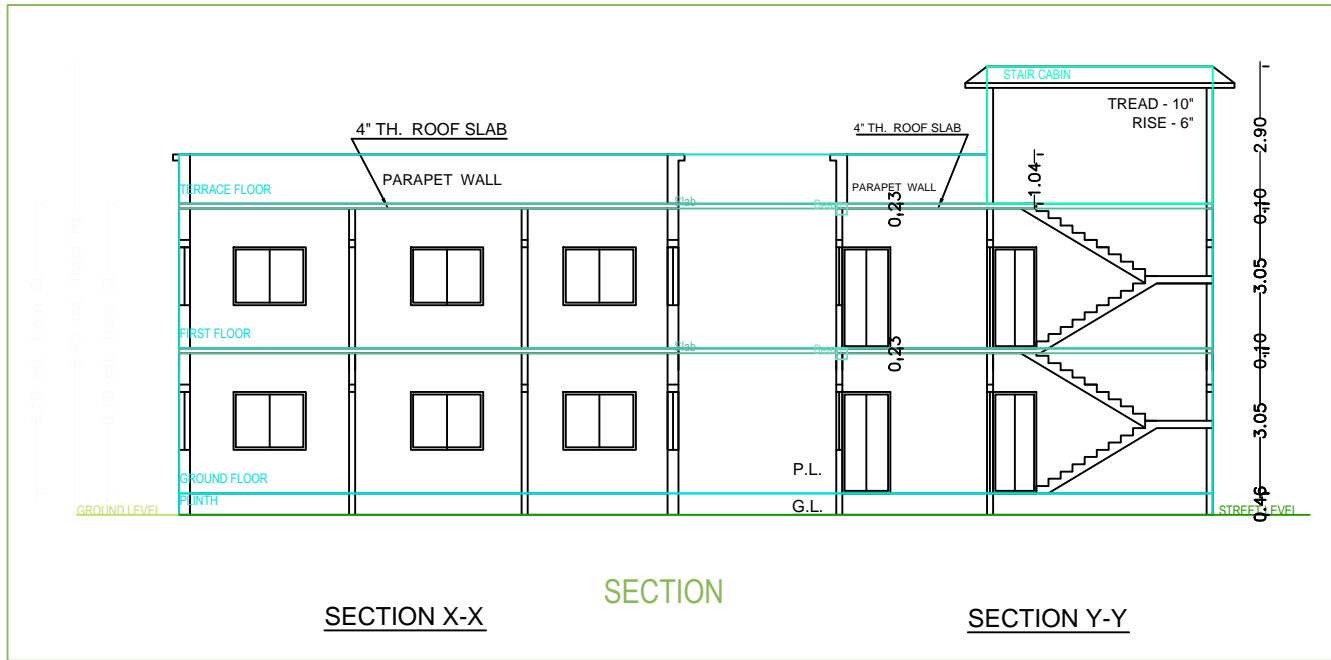 STAIR CABIN
TREAD - 10"
RISE - 6"
4" TH. ROOF SLAB
4" TH. ROOF SLAB
2.90
1.04
PARAPET WALL
PARAPET WALL
TERRACE FLOOR
Slab
0.23
0.10
3.05
FIRST FLOOR
Slab
0.23
0.10
3.05
GROUND FLOOR
P.L.
PLINTH
G.L.
0.46
GROUND LEVEL
STREET LEVEL
SECTION
SECTION X-X
SECTION Y-Y